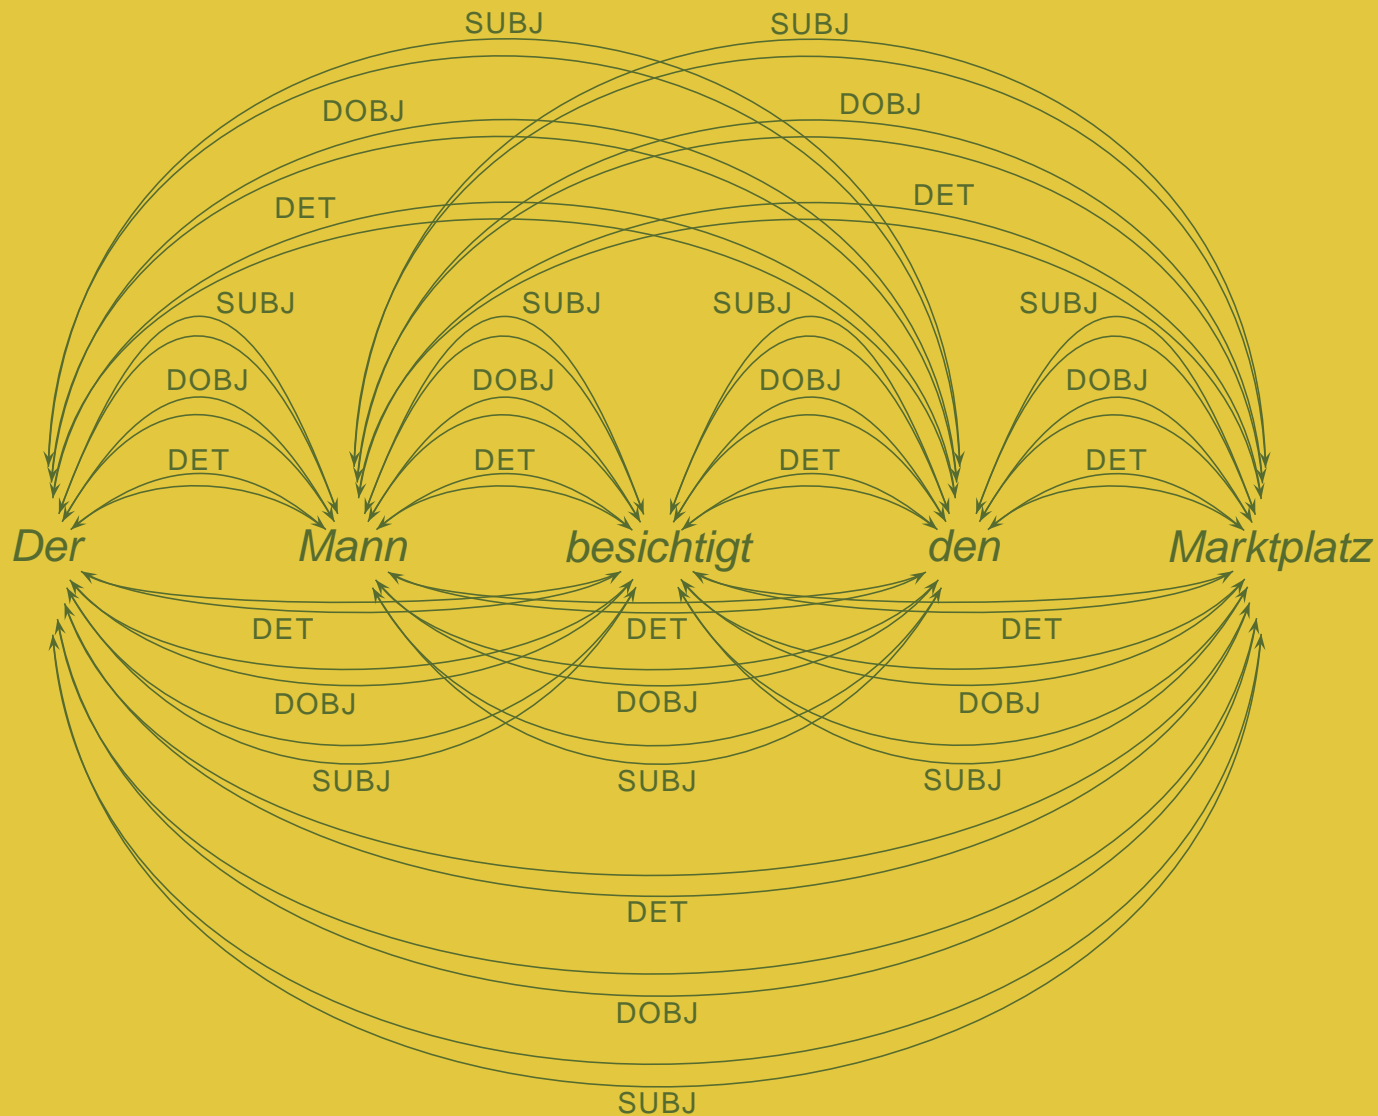 SUBJ SUBJ
DOBJ DOBJ
DET DET
SUBJ SUBJ SUBJ SUBJ
DOBJ DOBJ DOBJ DOBJ
DET DET DET DET
Der Mann besichtigt den Marktplatz
DET DET DET
DOBJ DOBJ DOBJ
SUBJ SUBJ SUBJ
DET
DOBJ
SUBJ